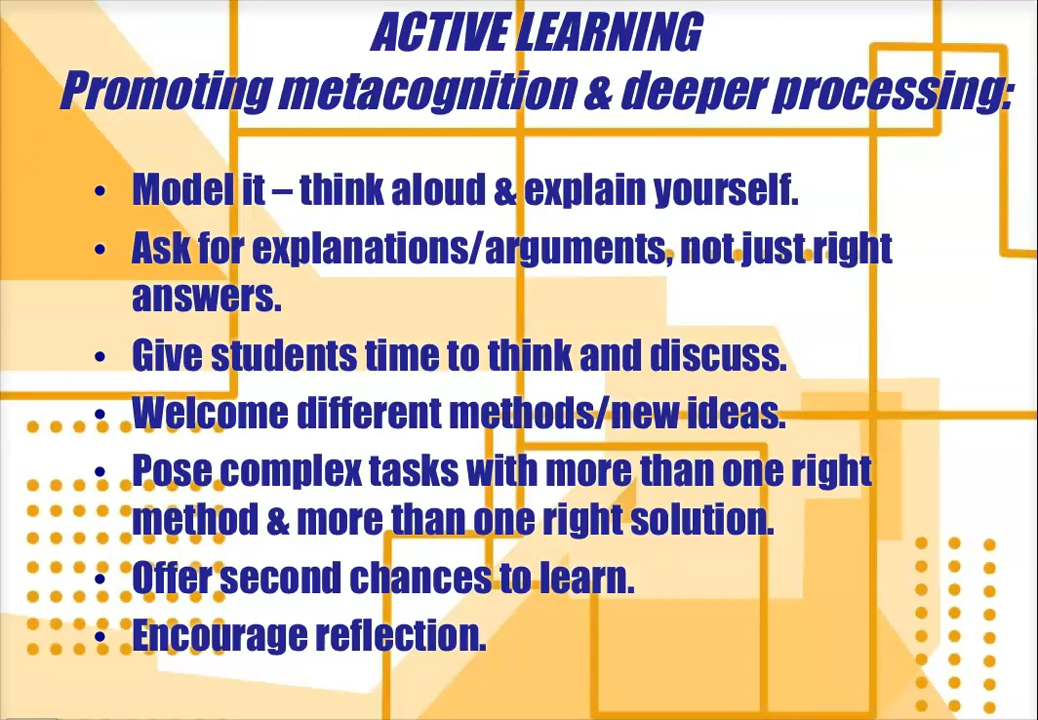 ACTIVE LEARNING
Promoting metacognition & deeper processing:
• Model it – think aloud & explain yourself.
• Ask for explanations/arguments, not just right
answers.
• Give students time to think and discuss.
• Welcome different methods/new ideas.
• Pose complex tasks with more than one right
method & more than one right solution.
• Offer second chances to learn.
• Encourage reflection.